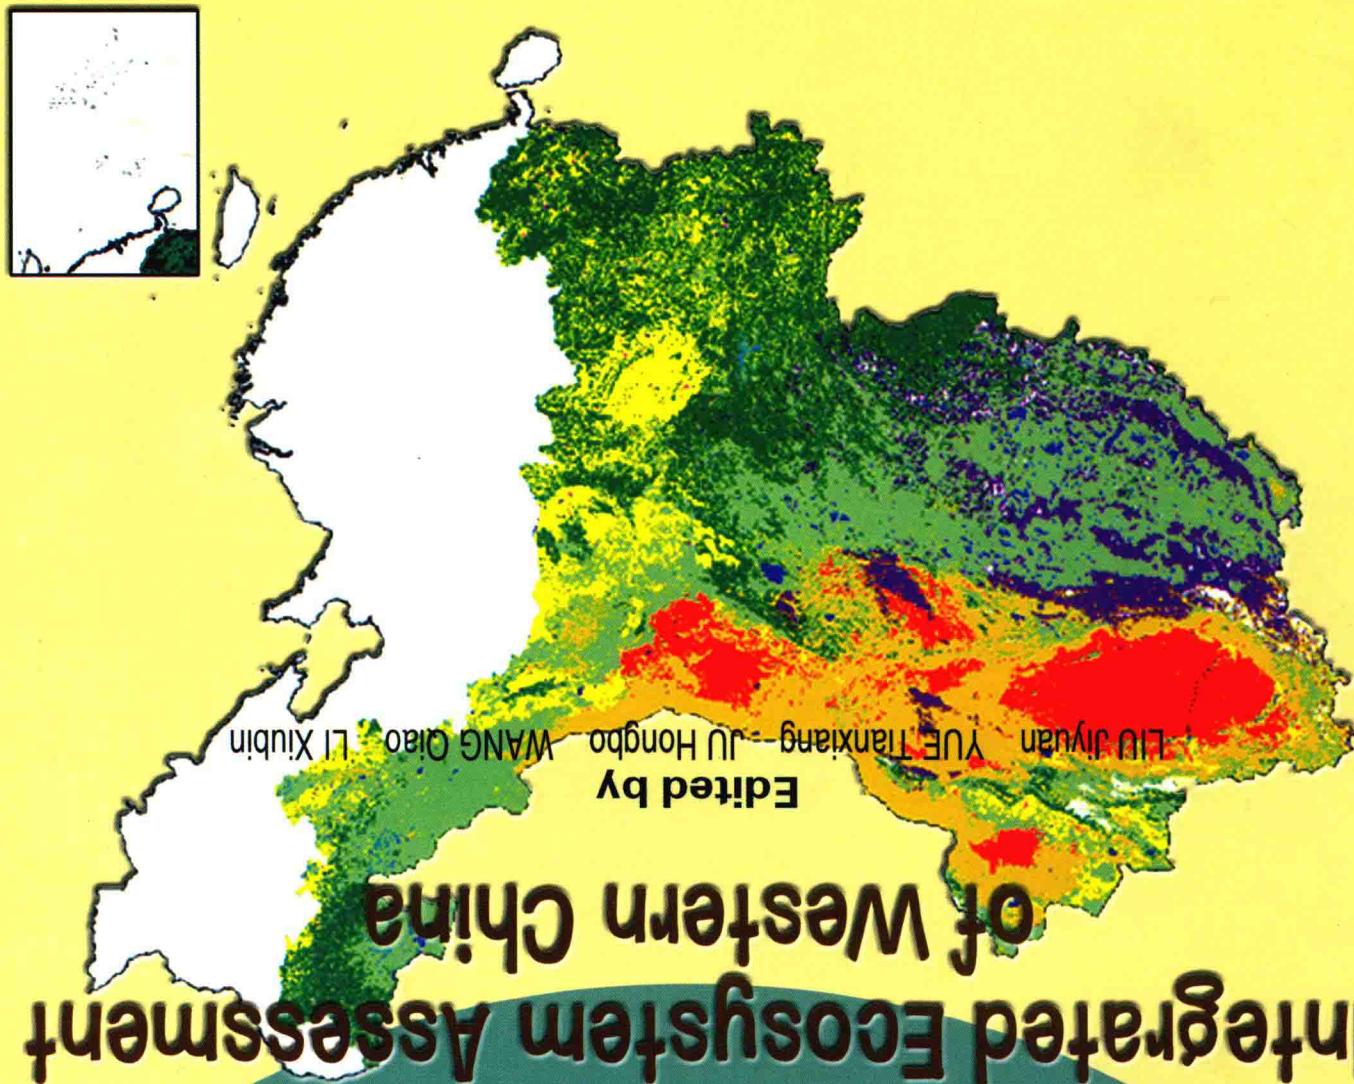 Integrated Ecosystem Assessment
of Western China
Edited by
LIU Jiyuan YUE Tianxiang JU Hongbo WANG Qiao LI Xiubin